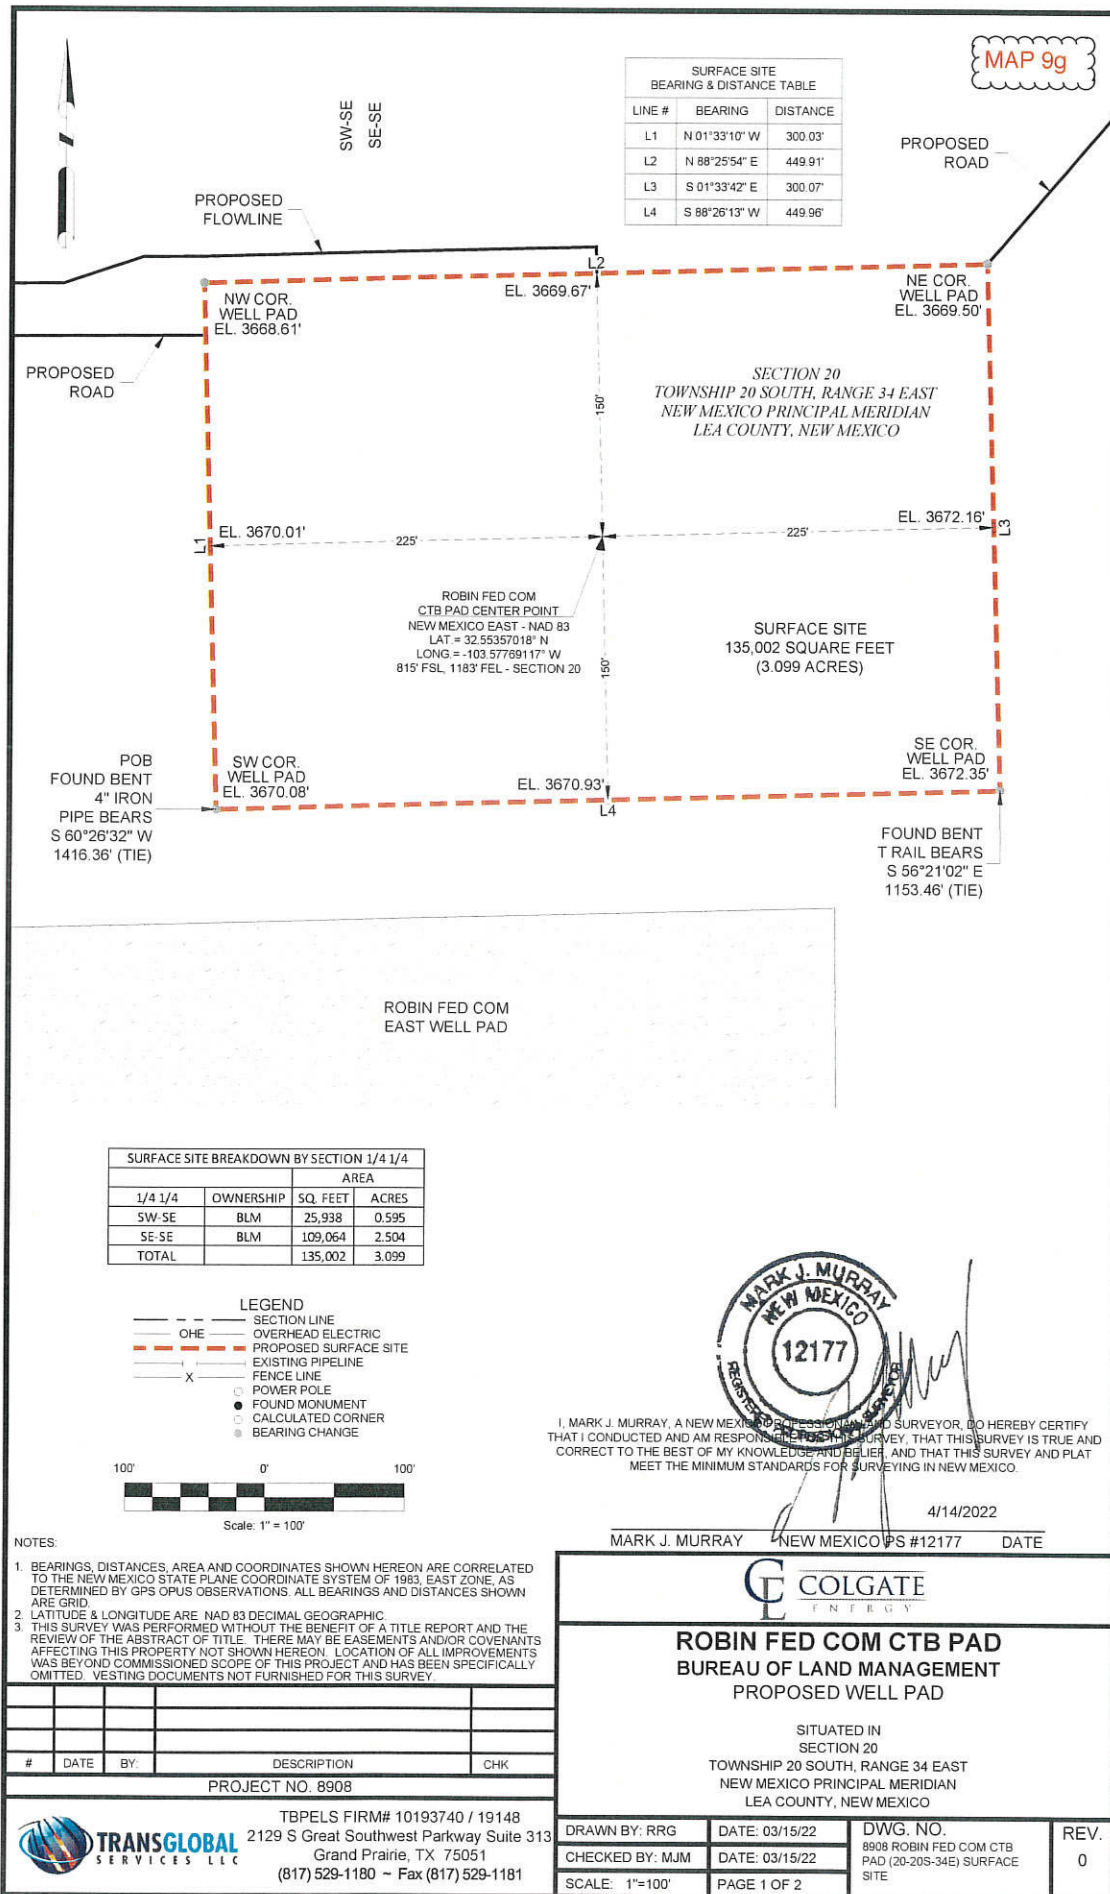 MAP 9g
SURFACE SITE
BEARING & DISTANCE TABLE
LINE # BEARING DISTANCE
L1 N 01°33'10" W 300.03'
L2 N 88°25'54" E 449.91'
L3 S 01°33'42" E 300.07'
L4 S 88°26'13" W 449.96'
SW-SE
SE-SE
PROPOSED
FLOWLINE
PROPOSED
ROAD
L2
NW COR.
WELL PAD
EL. 3668.61'
EL. 3669.67'
NE COR.
WELL PAD
EL. 3669.50'
PROPOSED
ROAD
SECTION 20
TOWNSHIP 20 SOUTH, RANGE 34 EAST
NEW MEXICO PRINCIPAL MERIDIAN
LEA COUNTY, NEW MEXICO
150'
EL. 3670.01'
L1
225'
225'
EL. 3672.16'
L3
ROBIN FED COM
CTB PAD CENTER POINT
NEW MEXICO EAST - NAD 83
LAT.= 32.55357018° N
LONG.= -103.57769117° W
815' FSL, 1183' FEL - SECTION 20
150'
SURFACE SITE
135,002 SQUARE FEET
(3.099 ACRES)
POB
FOUND BENT
4" IRON
PIPE BEARS
S 60°26'32" W
1416.36' (TIE)
SW COR.
WELL PAD
EL. 3670.08'
EL. 3670.93'
L4
SE COR.
WELL PAD
EL. 3672.35'
FOUND BENT
T RAIL BEARS
S 56°21'02" E
1153.46' (TIE)
ROBIN FED COM
EAST WELL PAD
SURFACE SITE BREAKDOWN BY SECTION 1/4 1/4
AREA
1/4 1/4 OWNERSHIP SQ. FEET ACRES
SW-SE BLM 25,938 0.595
SE-SE BLM 109,064 2.504
TOTAL 135,002 3.099
LEGEND
SECTION LINE
OHE OVERHEAD ELECTRIC
PROPOSED SURFACE SITE
EXISTING PIPELINE
X FENCE LINE
POWER POLE
FOUND MONUMENT
CALCULATED CORNER
BEARING CHANGE
100' 0' 100'
Scale: 1" = 100'
MARK J. MURRAY
NEW MEXICO
12177
REGISTERED PROFESSIONAL SURVEYOR
I, MARK J. MURRAY, A NEW MEXICO PROFESSIONAL LAND SURVEYOR, DO HEREBY CERTIFY
THAT I CONDUCTED AND AM RESPONSIBLE FOR THIS SURVEY, THAT THIS SURVEY IS TRUE AND
CORRECT TO THE BEST OF MY KNOWLEDGE AND BELIEF, AND THAT THIS SURVEY AND PLAT
MEET THE MINIMUM STANDARDS FOR SURVEYING IN NEW MEXICO.
4/14/2022
MARK J. MURRAY NEW MEXICO PS #12177 DATE
NOTES:
1. BEARINGS, DISTANCES, AREA AND COORDINATES SHOWN HEREON ARE CORRELATED
TO THE NEW MEXICO STATE PLANE COORDINATE SYSTEM OF 1983, EAST ZONE, AS
DETERMINED BY GPS OPUS OBSERVATIONS. ALL BEARINGS AND DISTANCES SHOWN
ARE GRID.
2. LATITUDE & LONGITUDE ARE NAD 83 DECIMAL GEOGRAPHIC.
3. THIS SURVEY WAS PERFORMED WITHOUT THE BENEFIT OF A TITLE REPORT AND THE
REVIEW OF THE ABSTRACT OF TITLE. THERE MAY BE EASEMENTS AND/OR COVENANTS
AFFECTING THIS PROPERTY NOT SHOWN HEREON. LOCATION OF ALL IMPROVEMENTS
WAS BEYOND COMMISSIONED SCOPE OF THIS PROJECT AND HAS BEEN SPECIFICALLY
OMITTED. VESTING DOCUMENTS NOT FURNISHED FOR THIS SURVEY.
# DATE BY: DESCRIPTION CHK
PROJECT NO. 8908
TRANSGLOBAL
SERVICES LLC
TBPELS FIRM# 10193740 / 19148
2129 S Great Southwest Parkway Suite 313
Grand Prairie, TX 75051
(817) 529-1180 ~ Fax (817) 529-1181
COLGATE
ENERGY
ROBIN FED COM CTB PAD
BUREAU OF LAND MANAGEMENT
PROPOSED WELL PAD
SITUATED IN
SECTION 20
TOWNSHIP 20 SOUTH, RANGE 34 EAST
NEW MEXICO PRINCIPAL MERIDIAN
LEA COUNTY, NEW MEXICO
DRAWN BY: RRG DATE: 03/15/22
CHECKED BY: MJM DATE: 03/15/22
SCALE: 1"=100' PAGE 1 OF 2
DWG. NO.
8908 ROBIN FED COM CTB
PAD (20-20S-34E) SURFACE
SITE
REV.
0